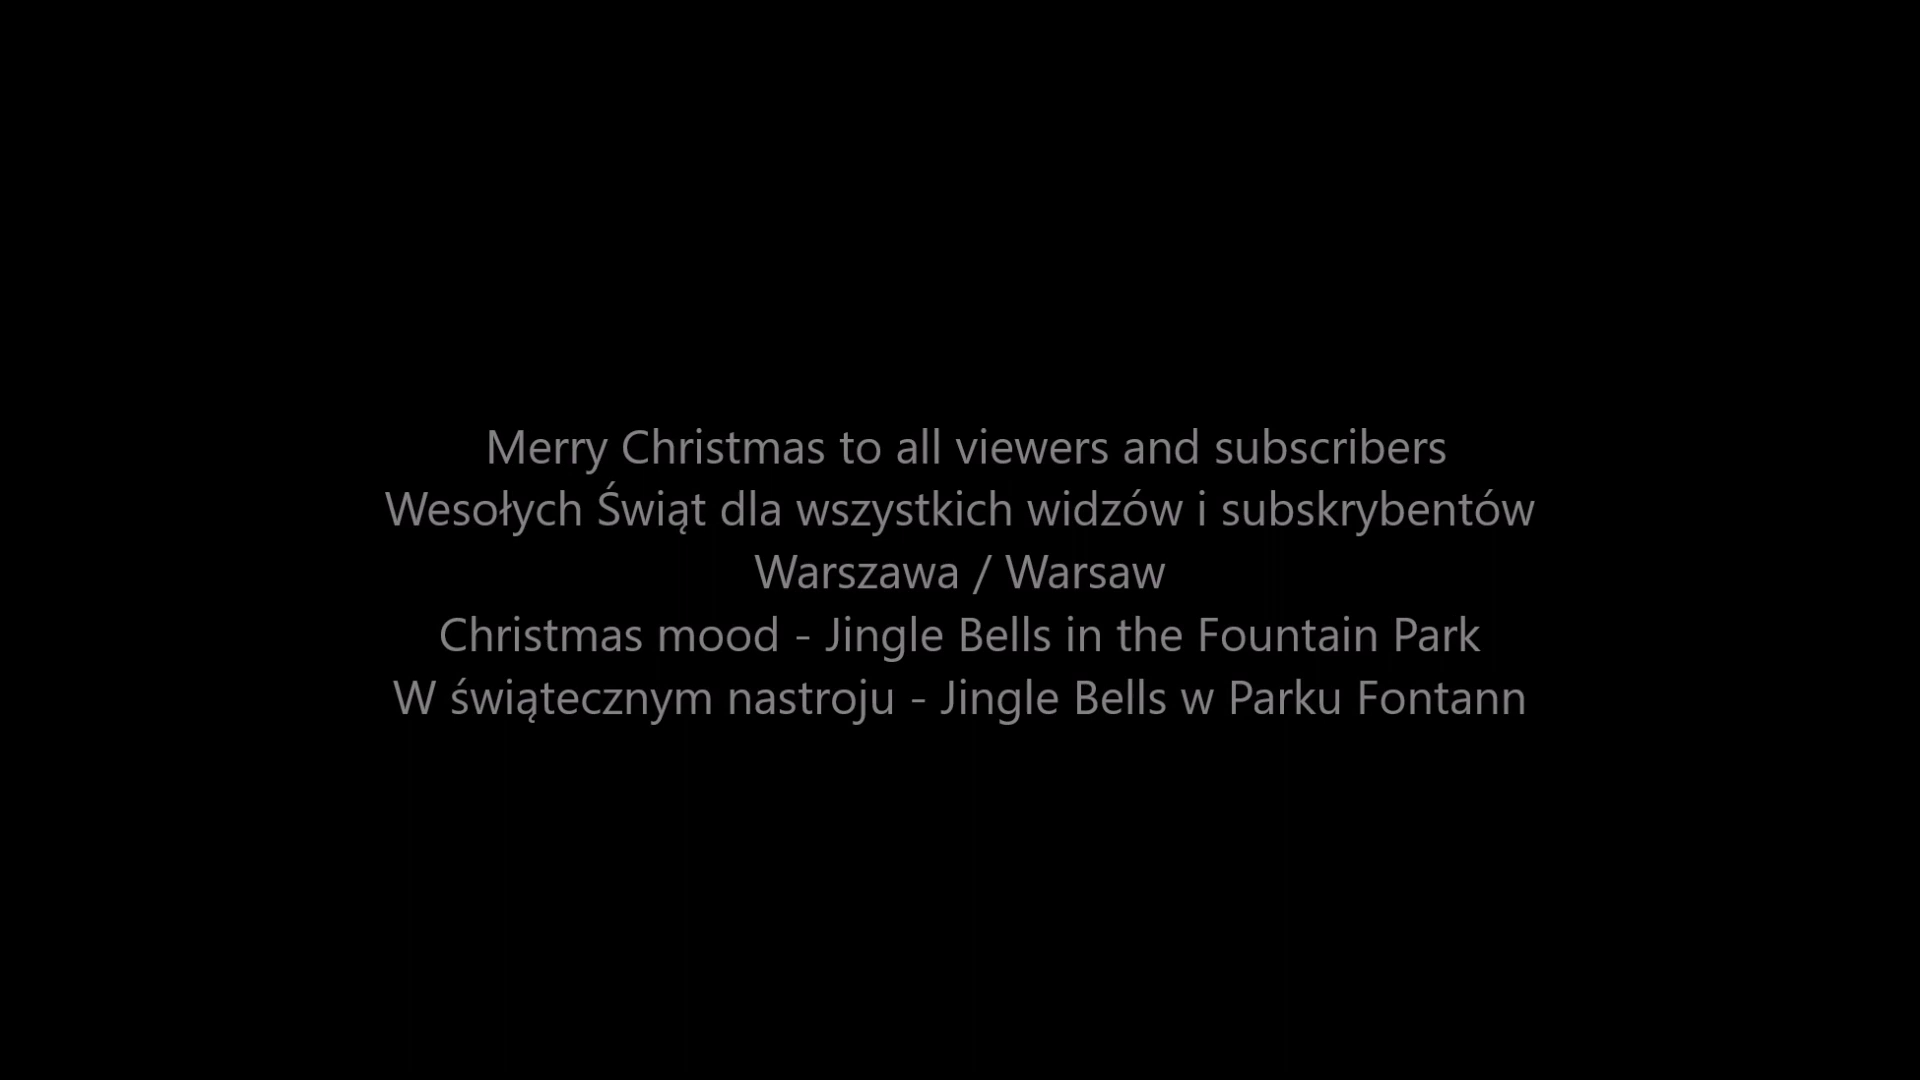 Merry Christmas to all viewers and subscribers
Wesołych Świąt dla wszystkich widzów i subskrybentów
Warszawa / Warsaw
Christmas mood - Jingle Bells in the Fountain Park
W świątecznym nastroju - Jingle Bells w Parku Fontann